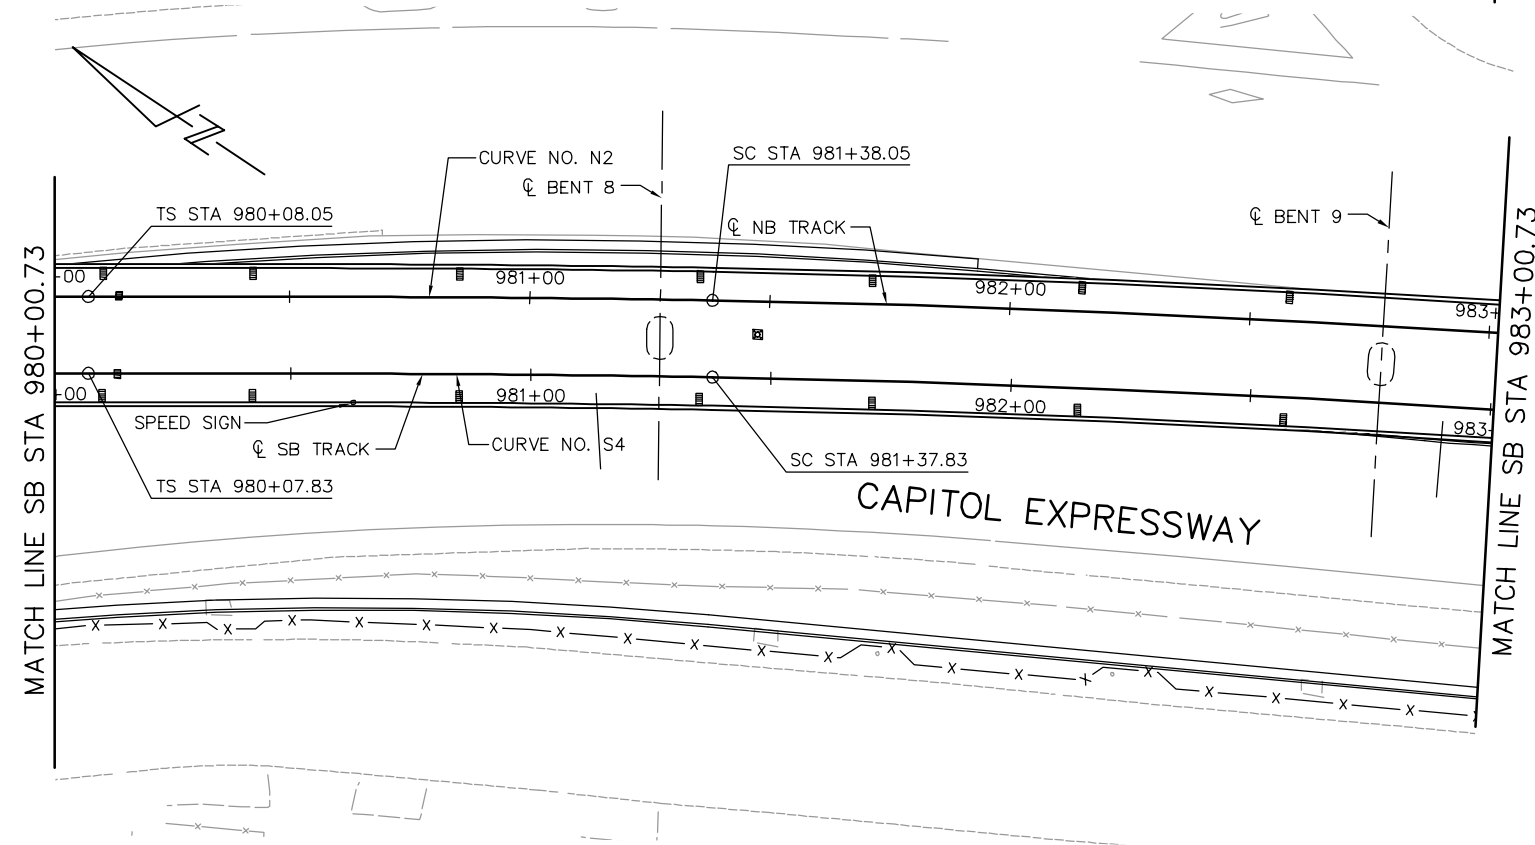 SC STA 981+38.05
CURVE NO. N2
℄ BENT 8
TS STA 980+08.05
℄ NB TRACK
℄ BENT 9
-00
981+00
982+00
983+
-00
981+00
982+00
983-
SPEED SIGN
℄ SB TRACK
CURVE NO. S4
SC STA 981+37.83
TS STA 980+07.83
CAPITOL EXPRESSWAY
MATCH LINE SB STA 980+00.73
MATCH LINE SB STA 983+00.73
X X X X X X X X X X X X X X X X X X X X X